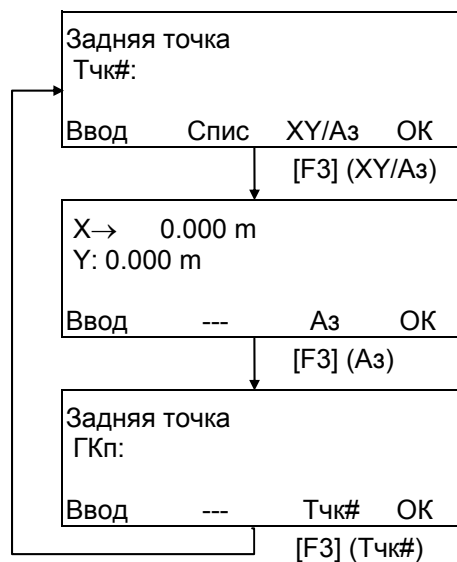 Задняя точка
Тчк#:
Ввод Спис XY/Аз ОК
[F3] (XY/Аз)
X→ 0.000 m
Y: 0.000 m
Ввод --- Аз ОК
[F3] (Аз)
Задняя точка
ГКп:
Ввод --- Тчк# ОК
[F3] (Тчк#)